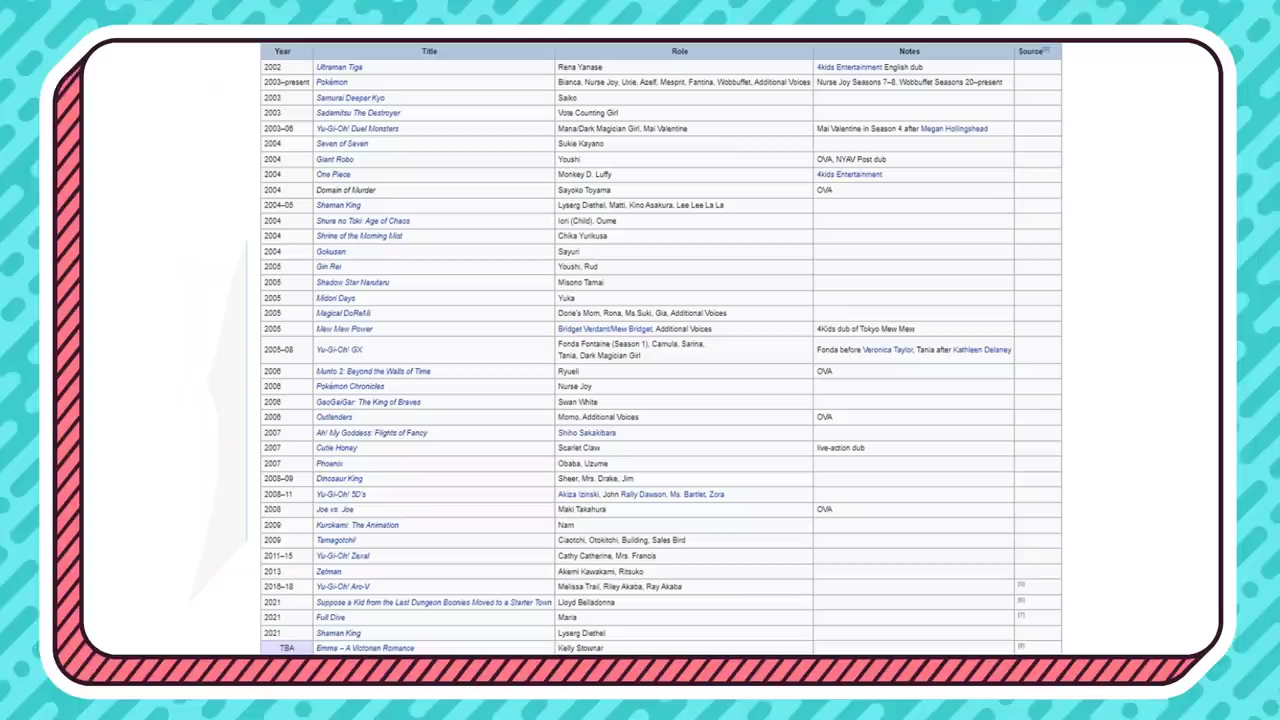 Year Title Role Notes Source[2]
2002 Ultraman Tiga Rena Yanase 4kids Entertainment English dub
2003–present Pokémon Bianca, Nurse Joy, Uxie, Azelf, Mesprit, Fantina, Wobbuffet, Additional Voices Nurse Joy Seasons 7–8, Wobbuffet Seasons 20–present
2003 Samurai Deeper Kyo Saiko
2003 Sadamitsu The Destroyer Vote Counting Girl
2003–06 Yu-Gi-Oh! Duel Monsters Mana/Dark Magician Girl, Mai Valentine Mai Valentine in Season 4 after Megan Hollingshead
2004 Seven of Seven Sukie Kayano
2004 Giant Robo Youshi OVA, NYAV Post dub
2004 One Piece Monkey D. Luffy 4kids Entertainment
2004 Domain of Murder Sayoko Toyama OVA
2004–05 Shaman King Lyserg Diethel, Matti, Kino Asakura, Lee Lee La La
2004 Shura no Toki: Age of Chaos Iori (Child), Oume
2004 Shrine of the Morning Mist Chika Yurikusa
2004 Gokusen Sayuri
2005 Gin Rei Youshi, Rud
2005 Shadow Star Narutaru Misono Tamai
2005 Midori Days Yuka
2005 Magical DoReMi Dorie's Mom, Rona, Ms.Suki, Gia, Additional Voices
2005 Mew Mew Power Bridget Verdant/Mew Bridget, Additional Voices 4Kids dub of Tokyo Mew Mew
2005–08 Yu-Gi-Oh! GX Fonda Fontaine (Season 1), Camula, Sarina,
Tania, Dark Magician Girl Fonda before Veronica Taylor, Tania after Kathleen Delaney
2006 Munto 2: Beyond the Walls of Time Ryueli OVA
2006 Pokémon Chronicles Nurse Joy
2006 GaoGaiGar: The King of Braves Swan White
2006 Outlanders Momo, Additional Voices OVA
2007 Ah! My Goddess: Flights of Fancy Shiho Sakakibara
2007 Cutie Honey Scarlet Claw live-action dub
2007 Phoenix Obaba, Uzume
2008–09 Dinosaur King Sheer, Mrs. Drake, Jim
2008–11 Yu-Gi-Oh! 5D's Akiza Izinski, John Rally Dawson, Ms. Bartlet, Zora
2008 Joe vs. Joe Maki Takahura OVA
2009 Kurokami: The Animation Nam
2009 Tamagotchi! Ciaotchi, Otokitchi, Building, Sales Bird
2011–15 Yu-Gi-Oh! Zexal Cathy Catherine, Mrs. Francis
2013 Zetman Akemi Kawakami, Ritsuko
2016–18 Yu-Gi-Oh! Arc-V Melissa Trail, Riley Akaba, Ray Akaba [5]
2021 Suppose a Kid from the Last Dungeon Boonies Moved to a Starter Town Lloyd Belladonna [6]
2021 Full Dive Maria [7]
2021 Shaman King Lyserg Diethel
TBA Emma – A Victorian Romance Kelly Stownar [8]